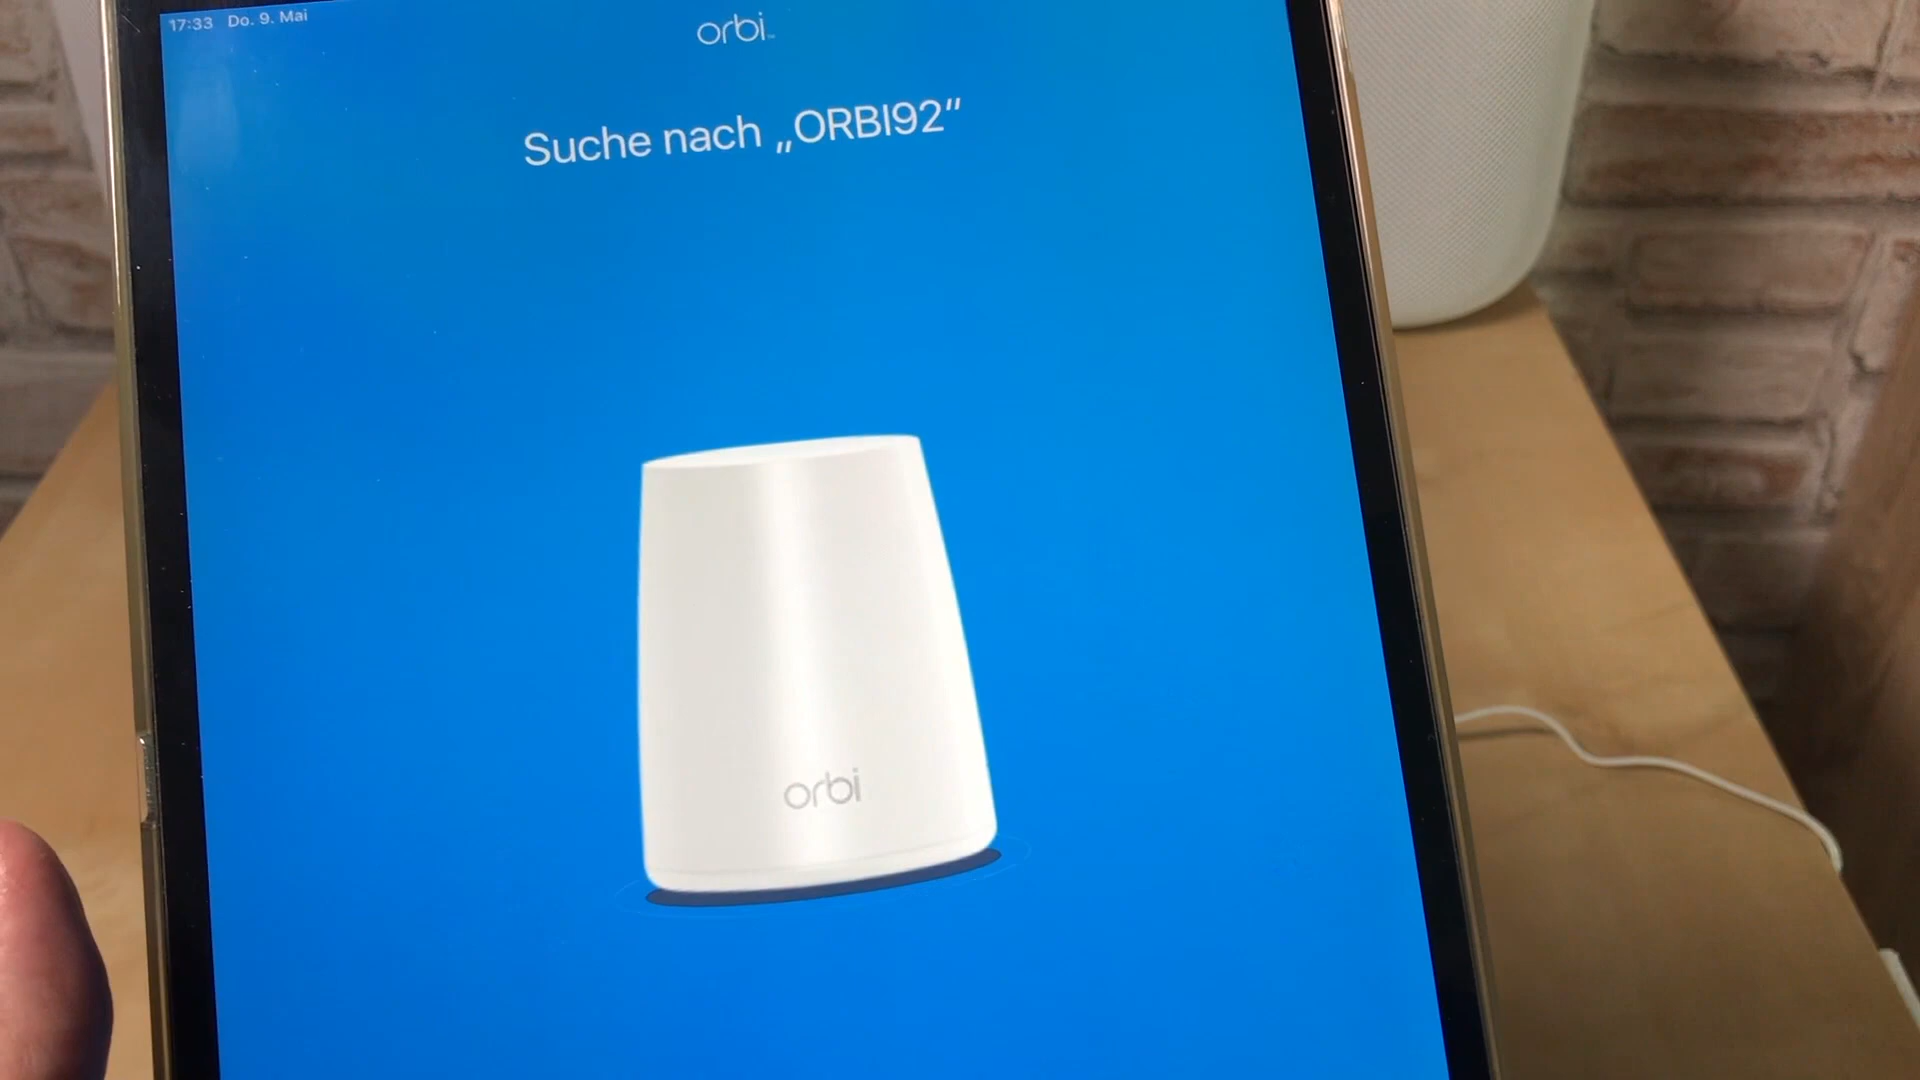 17:33 Do. 9. Mai
orbi
Suche nach „ORBI92“
orbi